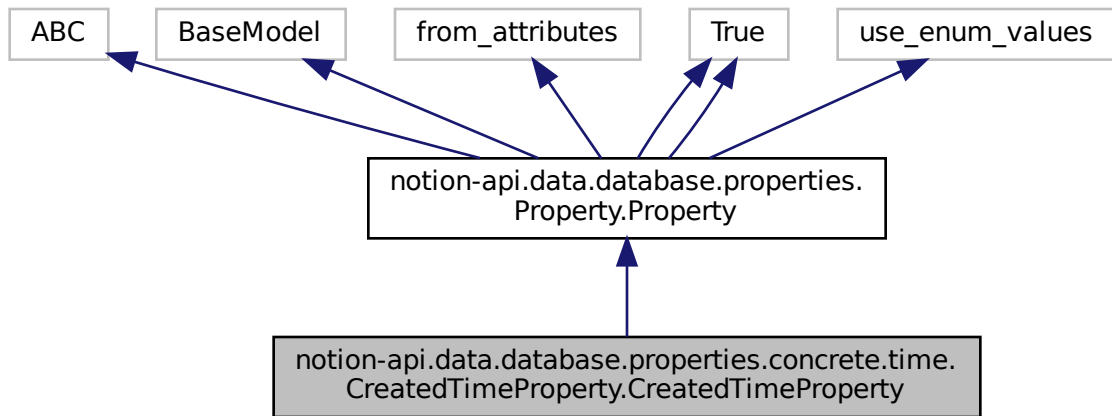 ABC
BaseModel
from_attributes
True
use_enum_values
notion-api.data.database.properties.
Property.Property
notion-api.data.database.properties.concrete.time.
CreatedTimeProperty.CreatedTimeProperty